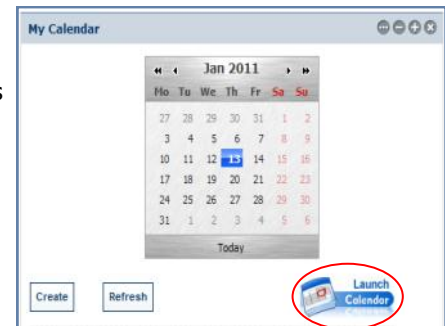 My Calendar
Jan 2011
Mo Tu We Th Fr Sa Su
27 28 29 30 31 1 2
3 4 5 6 7 8 9
10 11 12 13 14 15 16
17 18 19 20 21 22 23
24 25 26 27 28 29 30
31 1 2 3 4 5 6
Today
Create Refresh Launch
Calendar